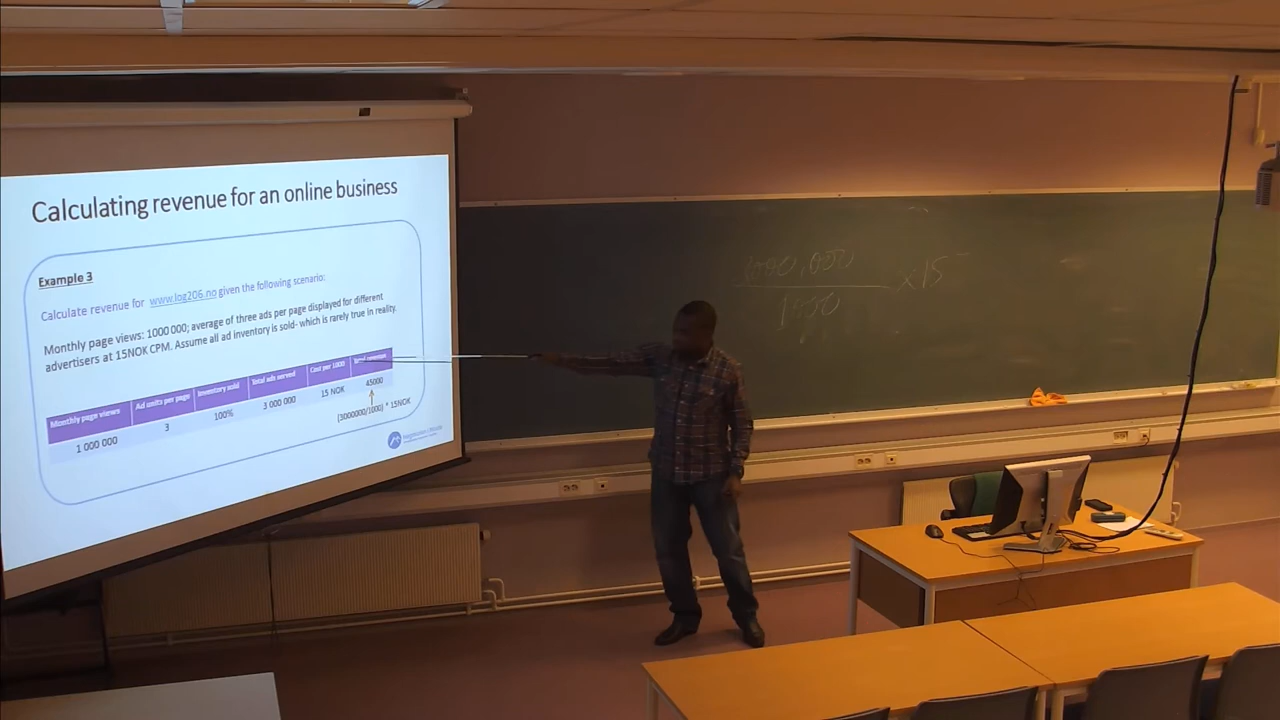 Calculating revenue for an online business
Example 3
Calculate revenue for www.log206.no given the following scenario:
Monthly page views: 1000 000; average of three ads per page displayed for different
advertisers at 15NOK CPM. Assume all ad inventory is sold- which is rarely true in reality.
Monthly page views Ad units per page Inventory sold Total ads served Cost per 1000 Total revenue
1 000 000 3 100% 3 000 000 15 NOK 45000
(3000000/1000) * 15NOK
1000
×15